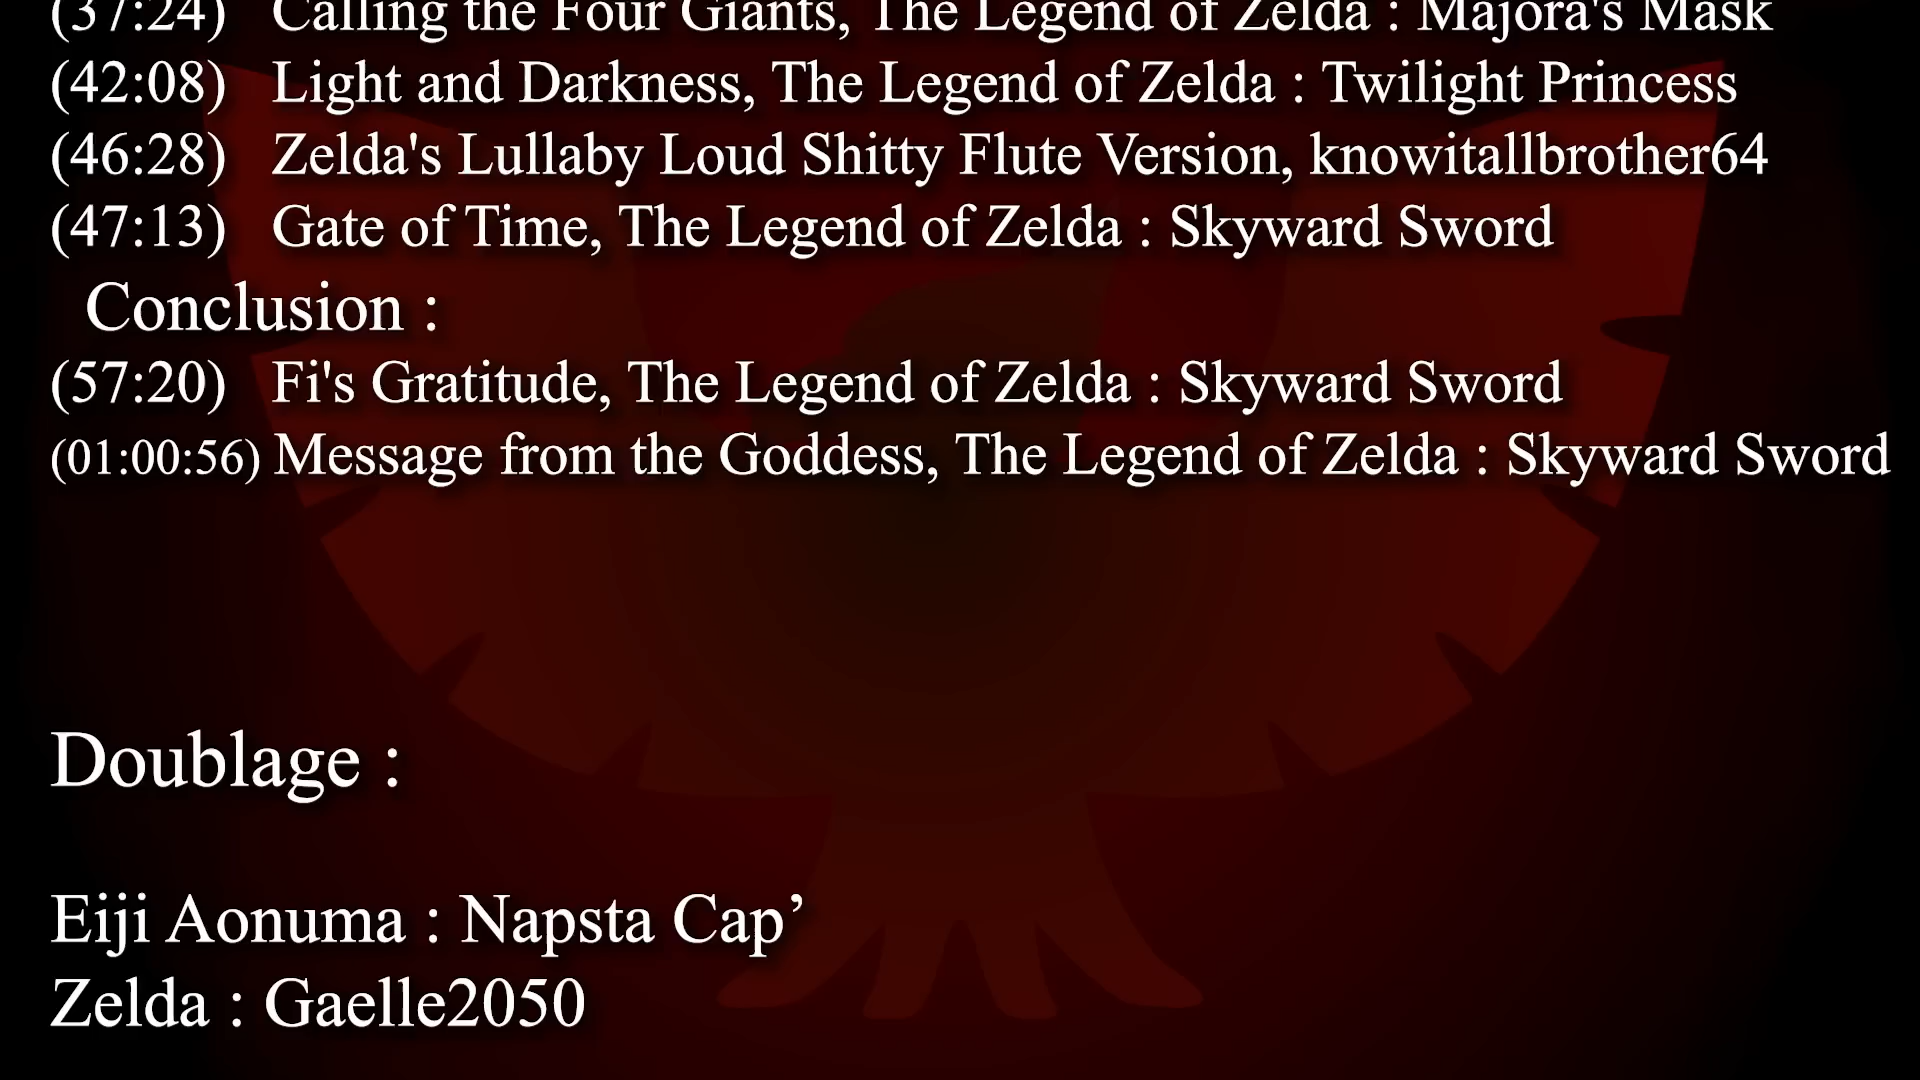 (37:24) Calling the Four Giants, The Legend of Zelda : Majora's Mask
(42:08) Light and Darkness, The Legend of Zelda : Twilight Princess
(46:28) Zelda's Lullaby Loud Shitty Flute Version, knowitallbrother64
(47:13) Gate of Time, The Legend of Zelda : Skyward Sword
Conclusion :
(57:20) Fi's Gratitude, The Legend of Zelda : Skyward Sword
(01:00:56) Message from the Goddess, The Legend of Zelda : Skyward Sword
Doublage :
Eiji Aonuma : Napsta Cap’
Zelda : Gaelle2050